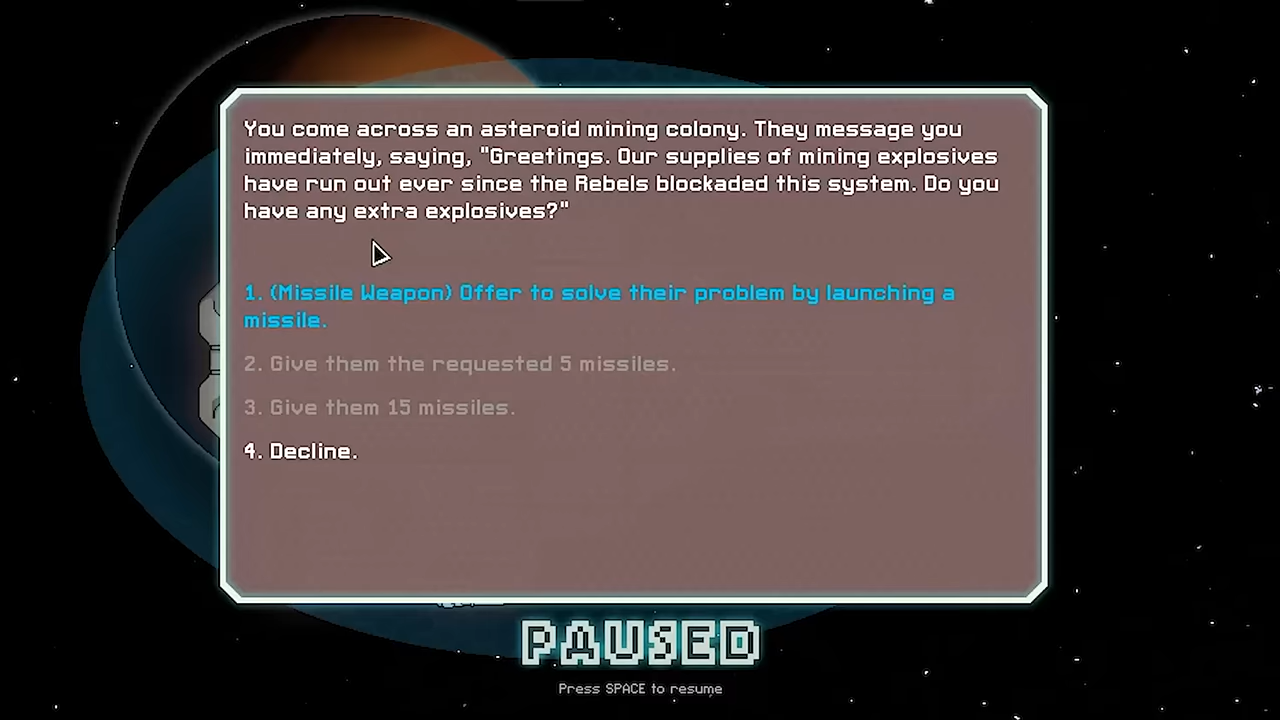 You come across an asteroid mining colony. They message you
immediately, saying, "Greetings. Our supplies of mining explosives
have run out ever since the Rebels blockaded this system. Do you
have any extra explosives?"
1. (Missile Weapon) Offer to solve their problem by launching a
missile.
2. Give them the requested 5 missiles.
3. Give them 15 missiles.
4. Decline.
PAUSED
Press SPACE to resume